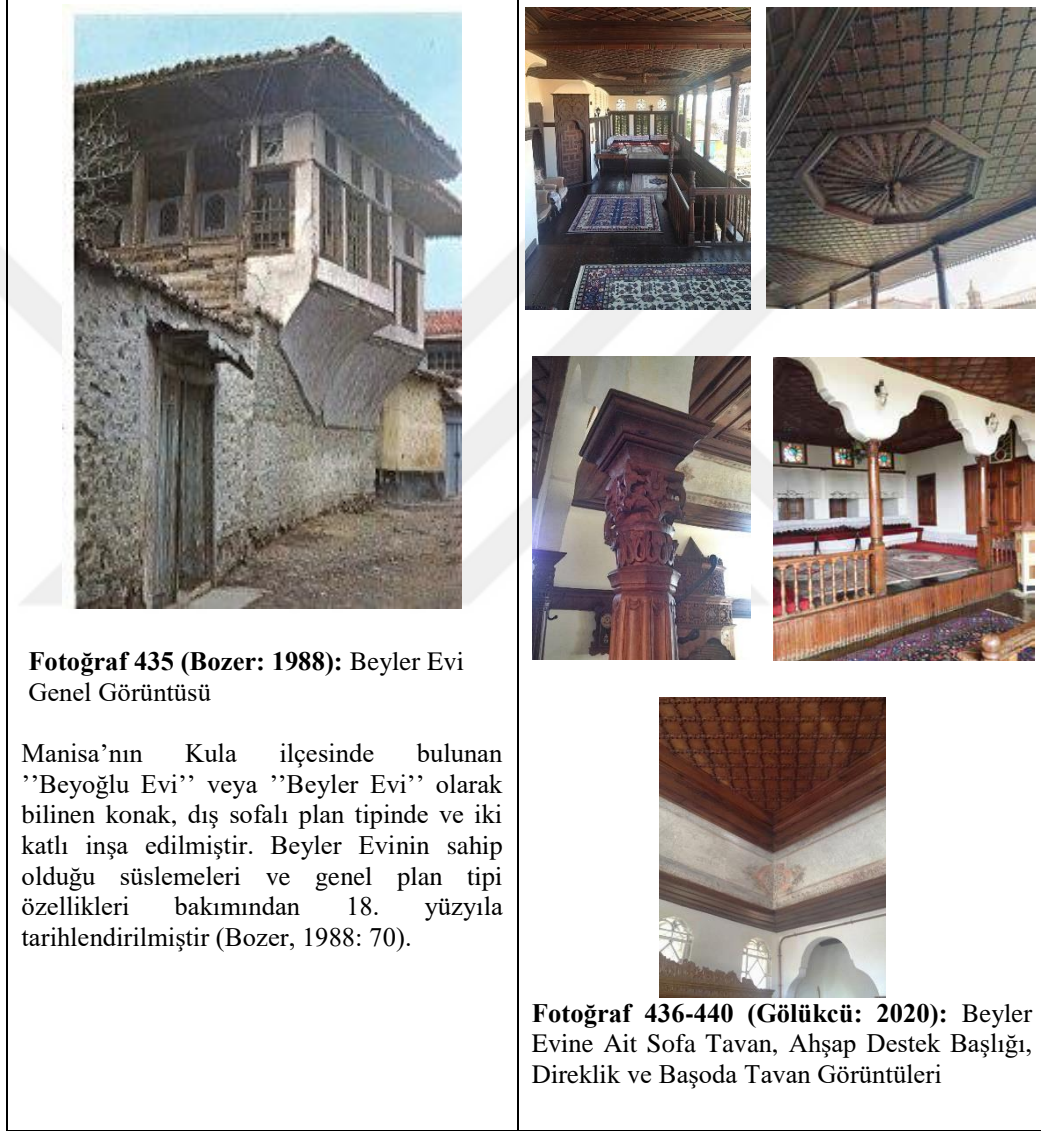 Fotoğraf 435 (Bozer: 1988): Beyler Evi
Genel Görüntüsü
Manisa’nın Kula ilçesinde bulunan
’’Beyoğlu Evi’’ veya ’’Beyler Evi’’ olarak
bilinen konak, dış sofalı plan tipinde ve iki
katlı inşa edilmiştir. Beyler Evinin sahip
olduğu süslemeleri ve genel plan tipi
özellikleri bakımından 18. yüzyıla
tarihlendirilmiştir (Bozer, 1988: 70).
Fotoğraf 436-440 (Gölükcü: 2020): Beyler
Evine Ait Sofa Tavan, Ahşap Destek Başlığı,
Direklik ve Başoda Tavan Görüntüleri